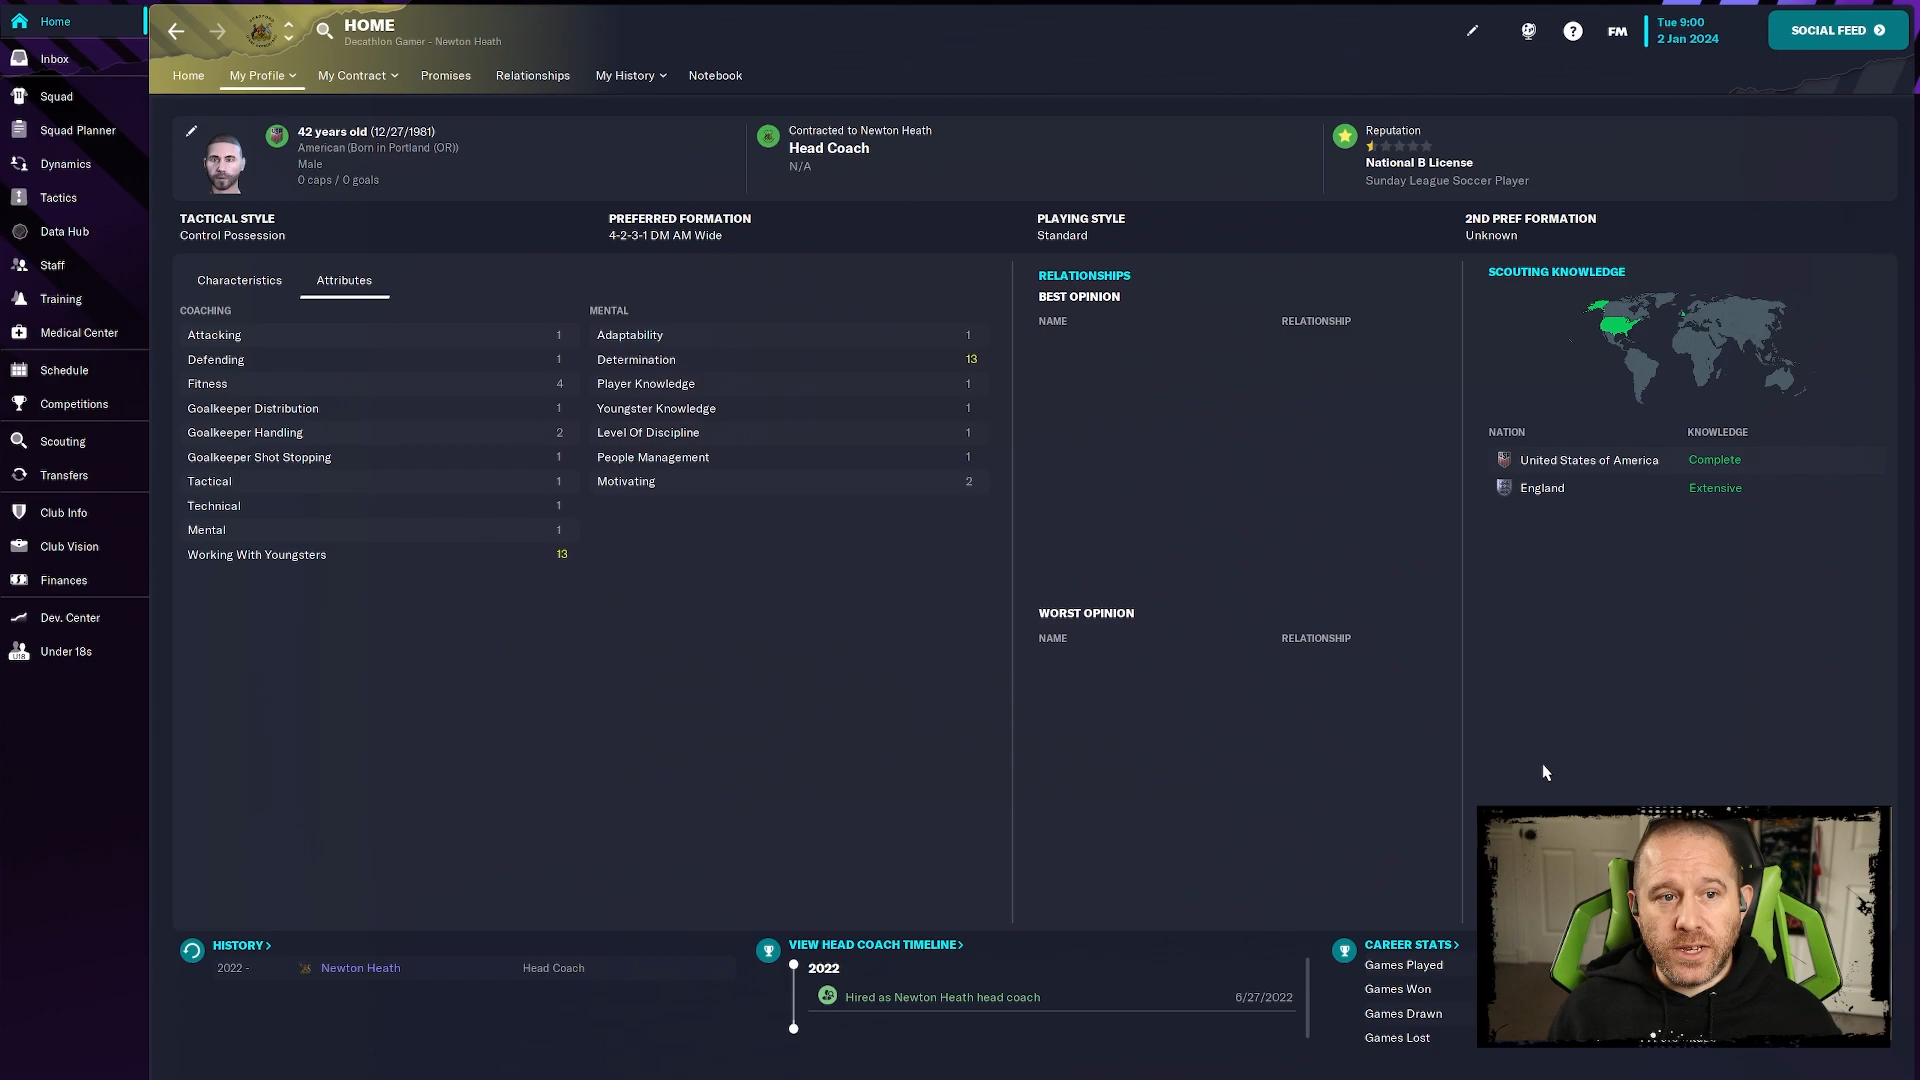 Home
Inbox
Squad
Squad Planner
Dynamics
Tactics
Data Hub
Staff
Training
Medical Center
Schedule
Competitions
Scouting
Transfers
Club Info
Club Vision
Finances
Dev. Center
U18
Under 18s
HOME
Decathlon Gamer - Newton Heath
FM
Tue 9:00
2 Jan 2024
SOCIAL FEED
Home My Profile My Contract Promises Relationships My History Notebook
42 years old (12/27/1981)
American (Born in Portland (OR))
Male
0 caps / 0 goals
Contracted to Newton Heath
Head Coach
N/A
Reputation
National B License
Sunday League Soccer Player
TACTICAL STYLE
Control Possession
PREFERRED FORMATION
4-2-3-1 DM AM Wide
PLAYING STYLE
Standard
2ND PREF FORMATION
Unknown
Characteristics Attributes
COACHING
Attacking 1
Defending 1
Fitness 4
Goalkeeper Distribution 1
Goalkeeper Handling 2
Goalkeeper Shot Stopping 1
Tactical 1
Technical 1
Mental 1
Working With Youngsters 13
MENTAL
Adaptability 1
Determination 13
Player Knowledge 1
Youngster Knowledge 1
Level Of Discipline 1
People Management 1
Motivating 2
RELATIONSHIPS
BEST OPINION
NAME RELATIONSHIP
WORST OPINION
NAME RELATIONSHIP
SCOUTING KNOWLEDGE
NATION KNOWLEDGE
United States of America Complete
England Extensive
HISTORY
2022 - Newton Heath Head Coach
VIEW HEAD COACH TIMELINE
2022
Hired as Newton Heath head coach 6/27/2022
CAREER STATS
Games Played
Games Won
Games Drawn
Games Lost